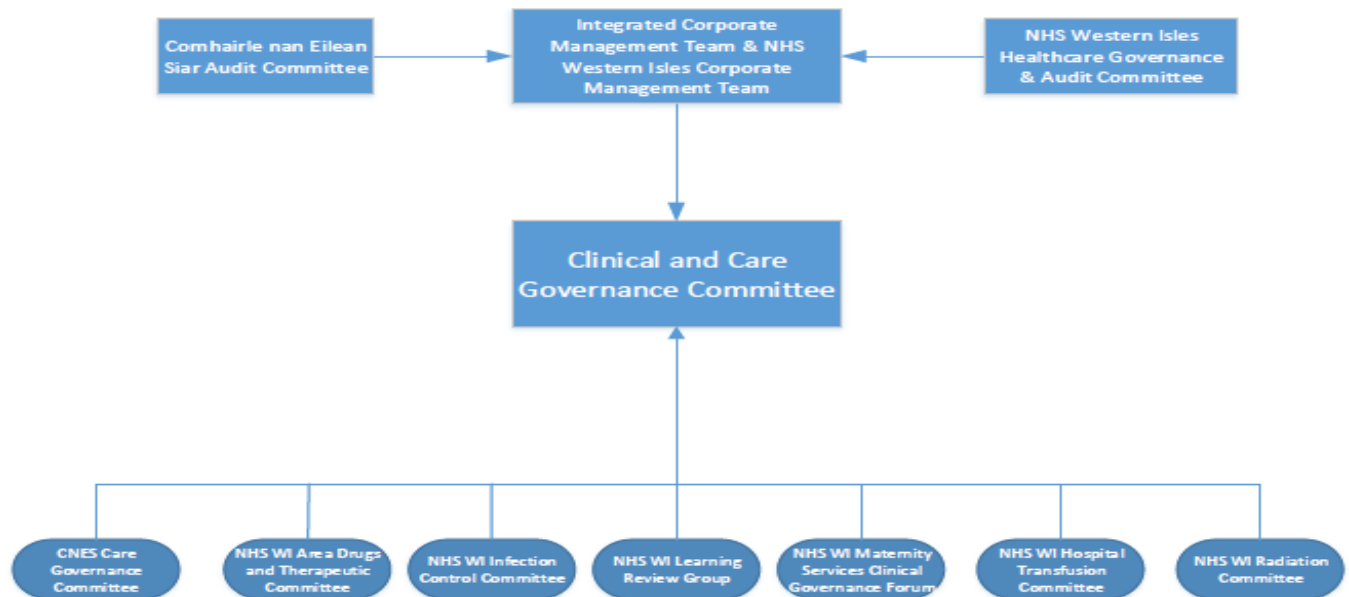 Comhairle nan Eilean
Siar Audit Committee
Integrated Corporate
Management Team & NHS
Western Isles Corporate
Management Team
NHS Western Isles
Healthcare Governance
& Audit Committee
Clinical and Care
Governance Committee
CNES Care
Governance
Committee
NHS WI Area Drugs
and Therapeutic
Committee
NHS WI Infection
Control Committee
NHS WI Learning
Review Group
NHS WI Maternity
Services Clinical
Governance Forum
NHS WI Hospital
Transfusion
Committee
NHS WI Radiation
Committee